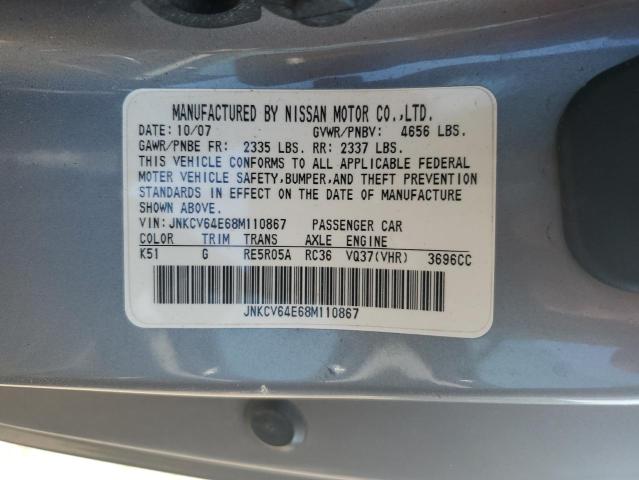 MANUFACTURED BY NISSAN MOTOR CO.,LTD.
DATE: 10/07 GVWR/PNBV: 4656 LBS.
GAWR/PNBE FR: 2335 LBS. RR: 2337 LBS.
THIS VEHICLE CONFORMS TO ALL APPLICABLE FEDERAL
MOTOR VEHICLE SAFETY,BUMPER,AND THEFT PREVENTION
STANDARDS IN EFFECT ON THE DATE OF MANUFACTURE
SHOWN ABOVE.
VIN: JNKCV64E68M110867 PASSENGER CAR
COLOR TRIM TRANS AXLE ENGINE
K51 G RE5R05A RC36 VQ37(VHR) 3696CC
JNKCV64E68M110867